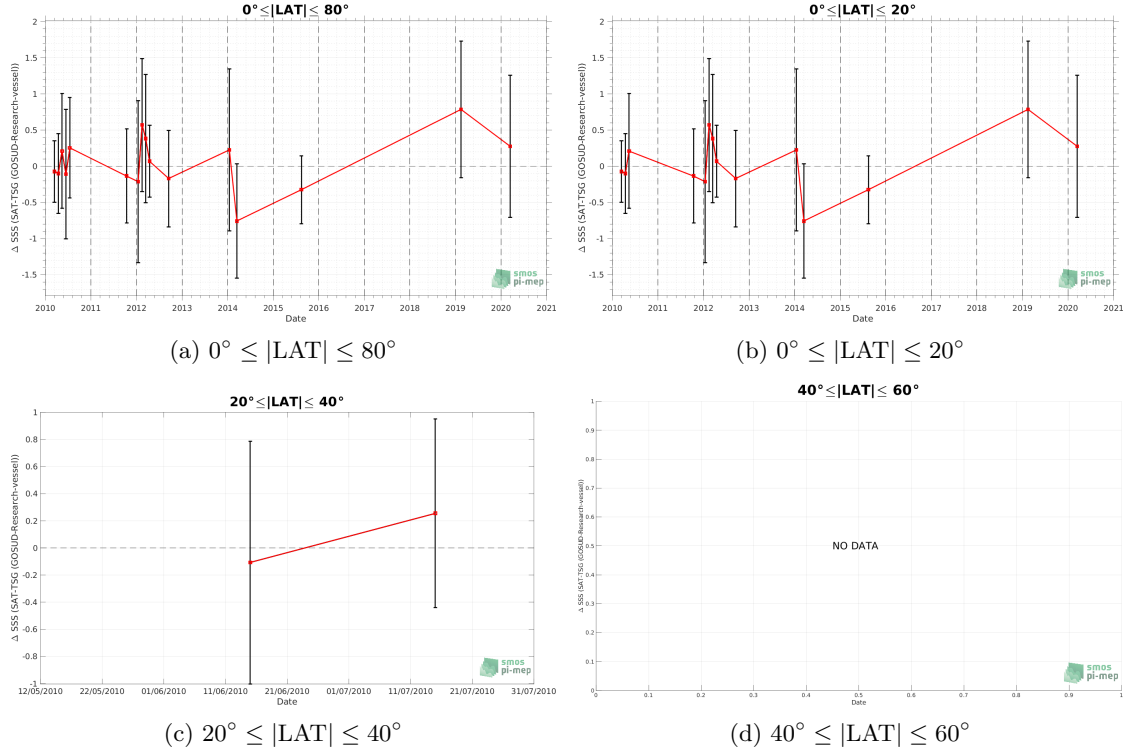 0°≤|LAT|≤ 80°
2
1.5
1
0.5
0
-0.5
-1
-1.5
Δ SSS (SAT-TSG (GOSUD-Research-vessel))
2010 2011 2012 2013 2014 2015 2016 2017 2018 2019 2020 2021
Date
smos
pi-mep
(a) 0° ≤ |LAT| ≤ 80°
0°≤|LAT|≤ 20°
2
1.5
1
0.5
0
-0.5
-1
-1.5
Δ SSS (SAT-TSG (GOSUD-Research-vessel))
2010 2011 2012 2013 2014 2015 2016 2017 2018 2019 2020 2021
Date
smos
pi-mep
(b) 0° ≤ |LAT| ≤ 20°
20°≤|LAT|≤ 40°
1
0.8
0.6
0.4
0.2
0
-0.2
-0.4
-0.6
-0.8
-1
Δ SSS (SAT-TSG (GOSUD-Research-vessel))
12/05/2010 22/05/2010 01/06/2010 11/06/2010 21/06/2010 01/07/2010 11/07/2010 21/07/2010 31/07/2010
Date
smos
pi-mep
(c) 20° ≤ |LAT| ≤ 40°
40°≤|LAT|≤ 60°
1
0.9
0.8
0.7
0.6
0.5
0.4
0.3
0.2
0.1
0
Δ SSS (SAT-TSG (GOSUD-Research-vessel))
NO DATA
0 0.1 0.2 0.3 0.4 0.5 0.6 0.7 0.8 0.9 1
Date
smos
pi-mep
(d) 40° ≤ |LAT| ≤ 60°